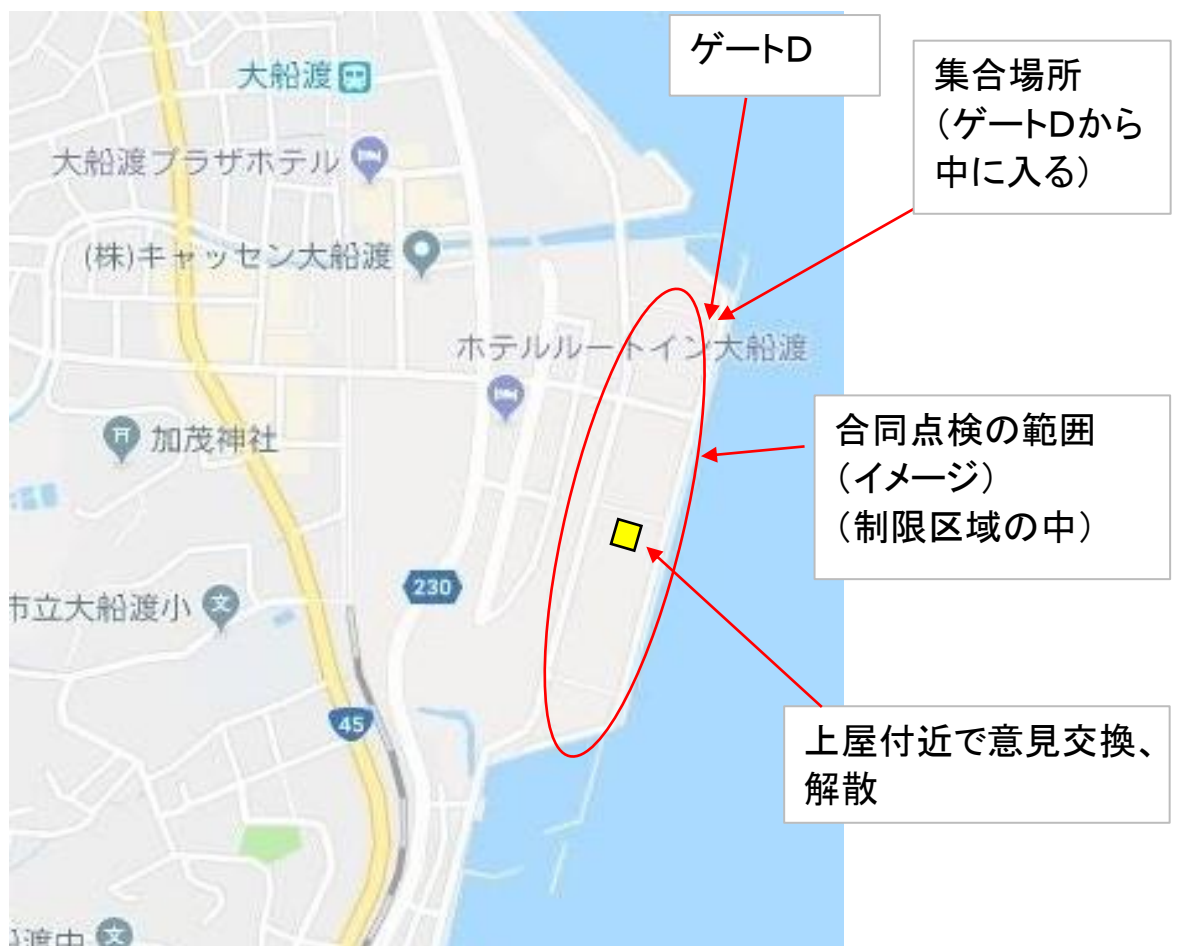 ゲートD
集合場所
（ゲートDから
中に入る）
大船渡
大船渡プラザホテル
(株)キャッセン大船渡
ホテルルートイン大船渡
加茂神社
合同点検の範囲
（イメージ）
（制限区域の中）
230
市立大船渡小
文
45
上屋付近で意見交換、
解散
文